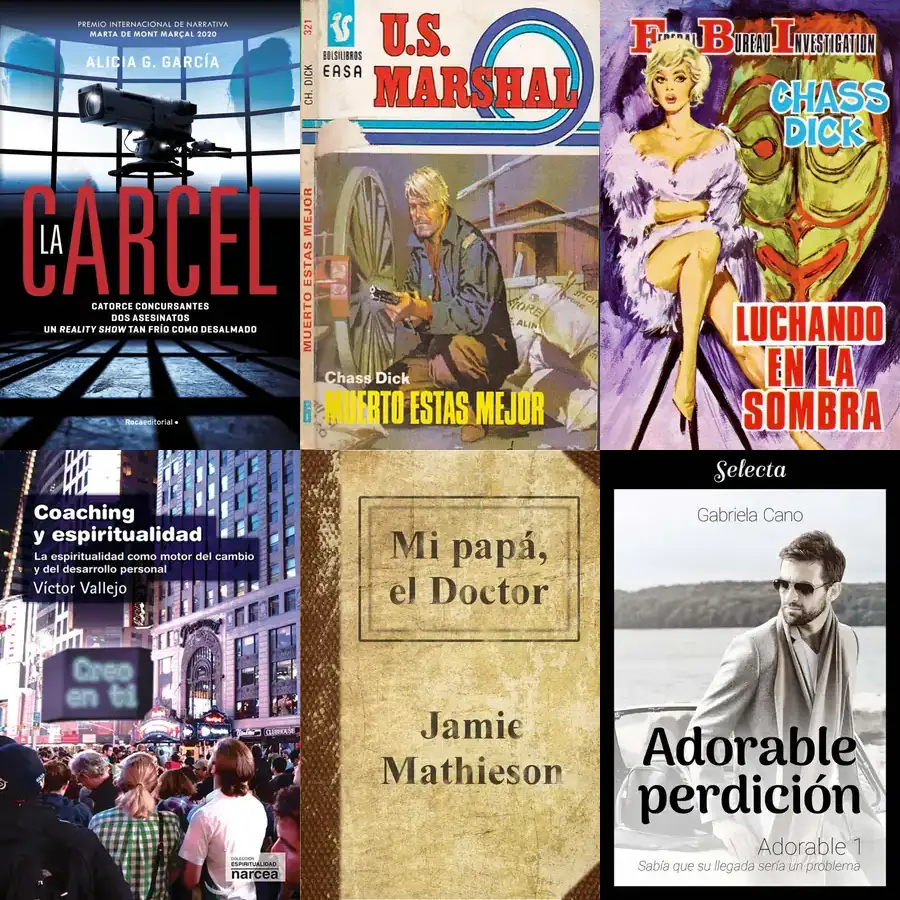 PREMIO INTERNACIONAL DE NARRATIVA
MARTA DE MONT MARÇAL 2020
ALICIA G. GARCÍA
LA
CÁRCEL
CATORCE CONCURSANTES
DOS ASESINATOS
UN REALITY SHOW TAN FRÍO COMO DESALMADO
Rocaeditorial
321
CH. DICK
MUERTO ESTAS MEJOR
BOLSILIBROS
EASA
U.S.
MARSHAL
Chass Dick
MUERTO ESTAS MEJOR
FEDERAL BUREAU INVESTIGATION
CHASS
DICK
LUCHANDO
EN LA
SOMBRA
Coaching
y espiritualidad
La espiritualidad como motor del cambio
y del desarrollo personal
Víctor Vallejo
Creo
en ti
COLECCIÓN
ESPIRITUALIDAD
narcea
Mi papá,
el Doctor
Jamie
Mathieson
Selecta
Gabriela Cano
Adorable
perdición
Adorable 1
Sabía que su llegada sería un problema